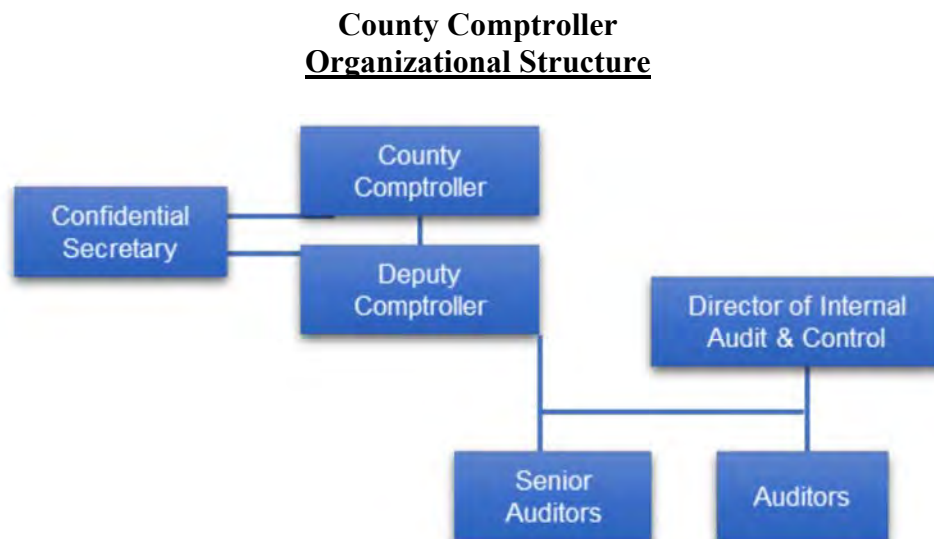 County Comptroller
Organizational Structure
County
Comptroller
Confidential
Secretary
Deputy
Comptroller
Director of Internal
Audit & Control
Senior
Auditors
Auditors